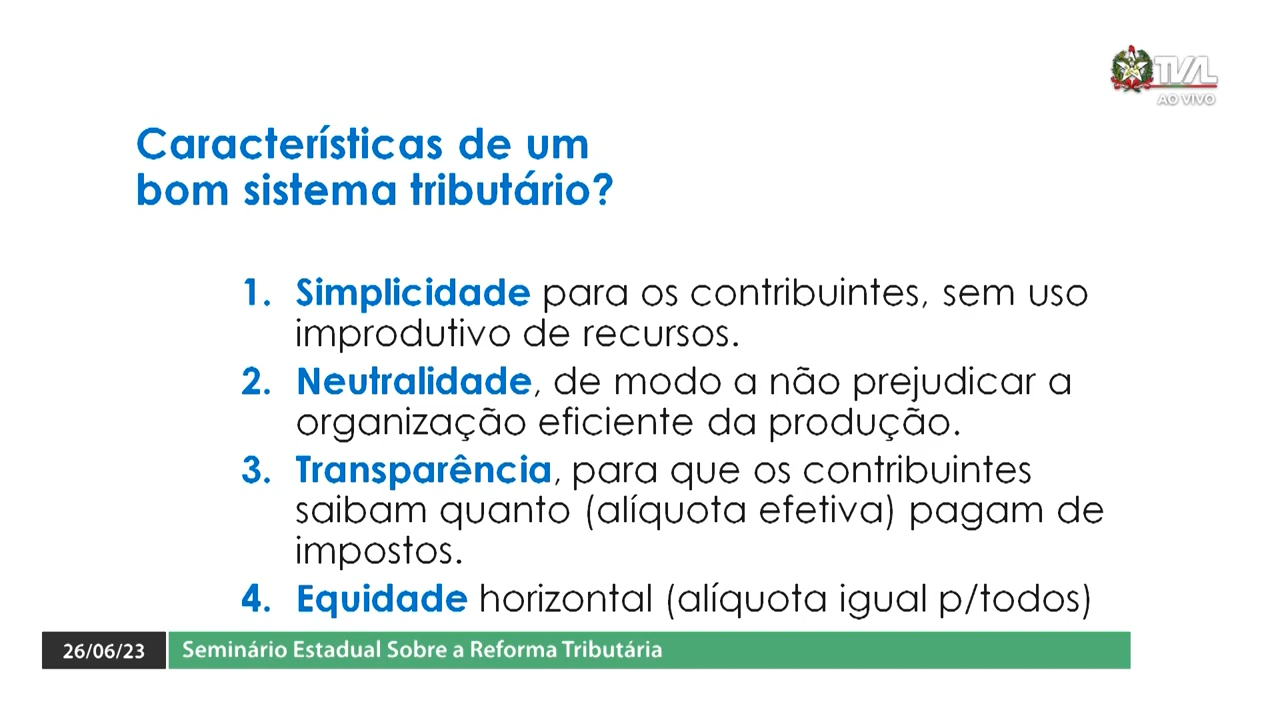 TVAL
AO VIVO
Características de um
bom sistema tributário?
1. Simplicidade para os contribuintes, sem uso
improdutivo de recursos.
2. Neutralidade, de modo a não prejudicar a
organização eficiente da produção.
3. Transparência, para que os contribuintes
saibam quanto (alíquota efetiva) pagam de
impostos.
4. Equidade horizontal (alíquota igual p/todos)
26/06/23 Seminário Estadual Sobre a Reforma Tributária